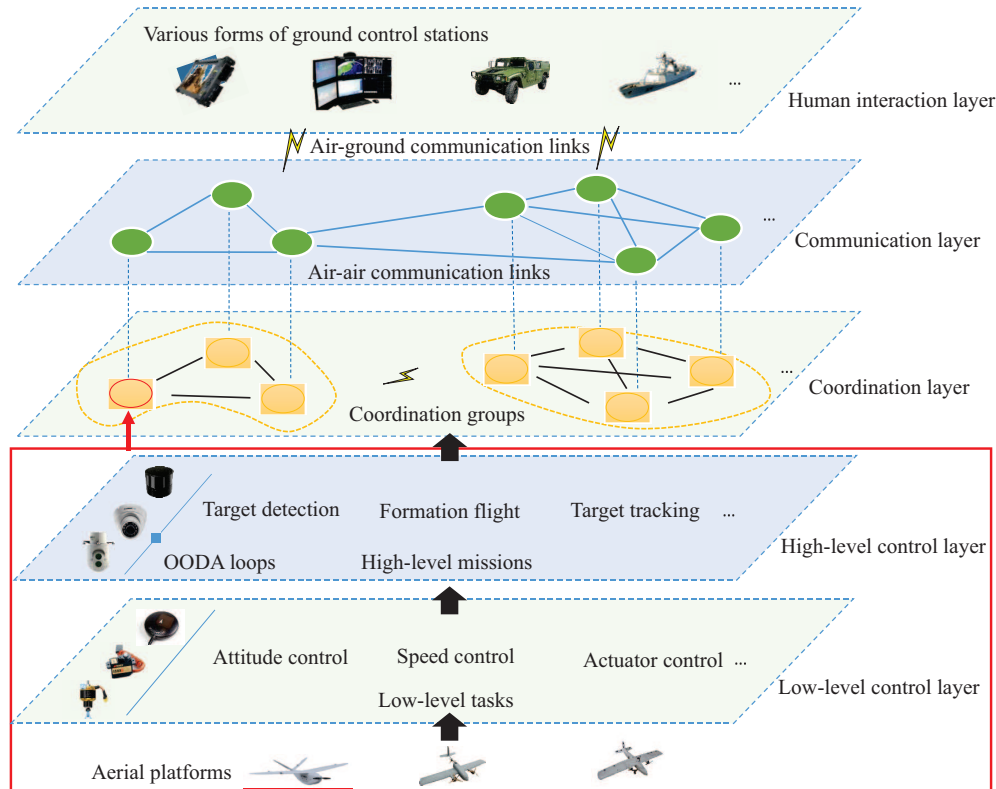 Various forms of ground control stations
...
Human interaction layer
Air-ground communication links
...
Communication layer
Air-air communication links
...
Coordination layer
Coordination groups
Target detection Formation flight Target tracking ...
High-level control layer
OODA loops High-level missions
Attitude control Speed control Actuator control ...
Low-level control layer
Low-level tasks
Aerial platforms